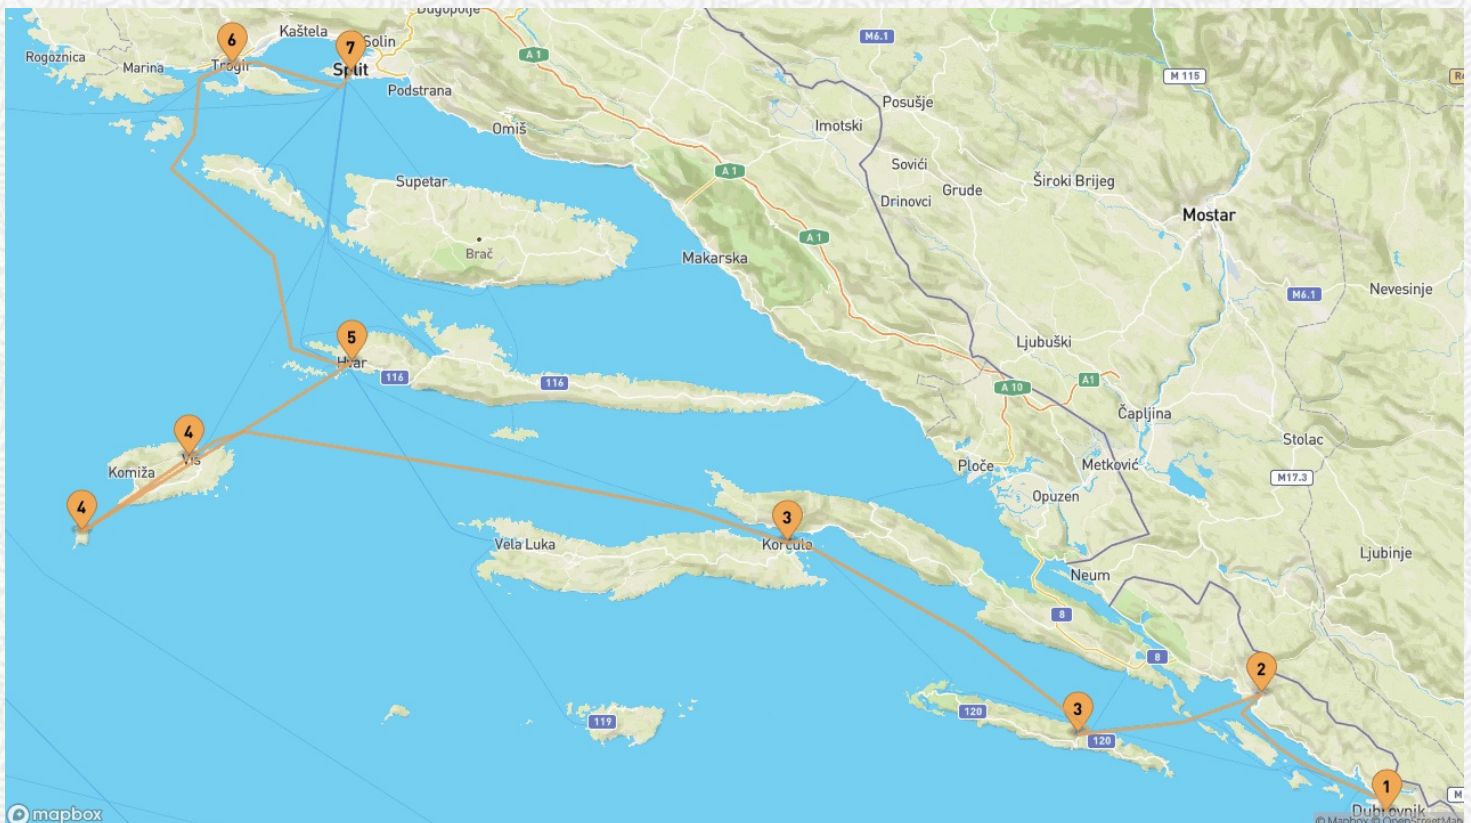 Dugopolje
6
Kaštela
7
Solin
Rogoznica
Marina
Trogir
Split
A 1
M6.1
M 115
Podstrana
Posušje
Omiš
Imotski
Sovići
A 1
Supetar
Grude
Široki Brijeg
Drinovci
Mostar
A 1
Brač
Makarska
M6.1
Nevesinje
5
Ljubuški
Hvar
116
116
A 10
A1
Čapljina
4
Komiža
Vis
Stolac
Ploče
Metković
M17.3
4
Opuzen
3
Vela Luka
Korčula
Ljubinje
Neum
8
8
2
120
3
119
120
1
M
Dubrovnik
mapbox
© Mapbox © OpenStreetMap